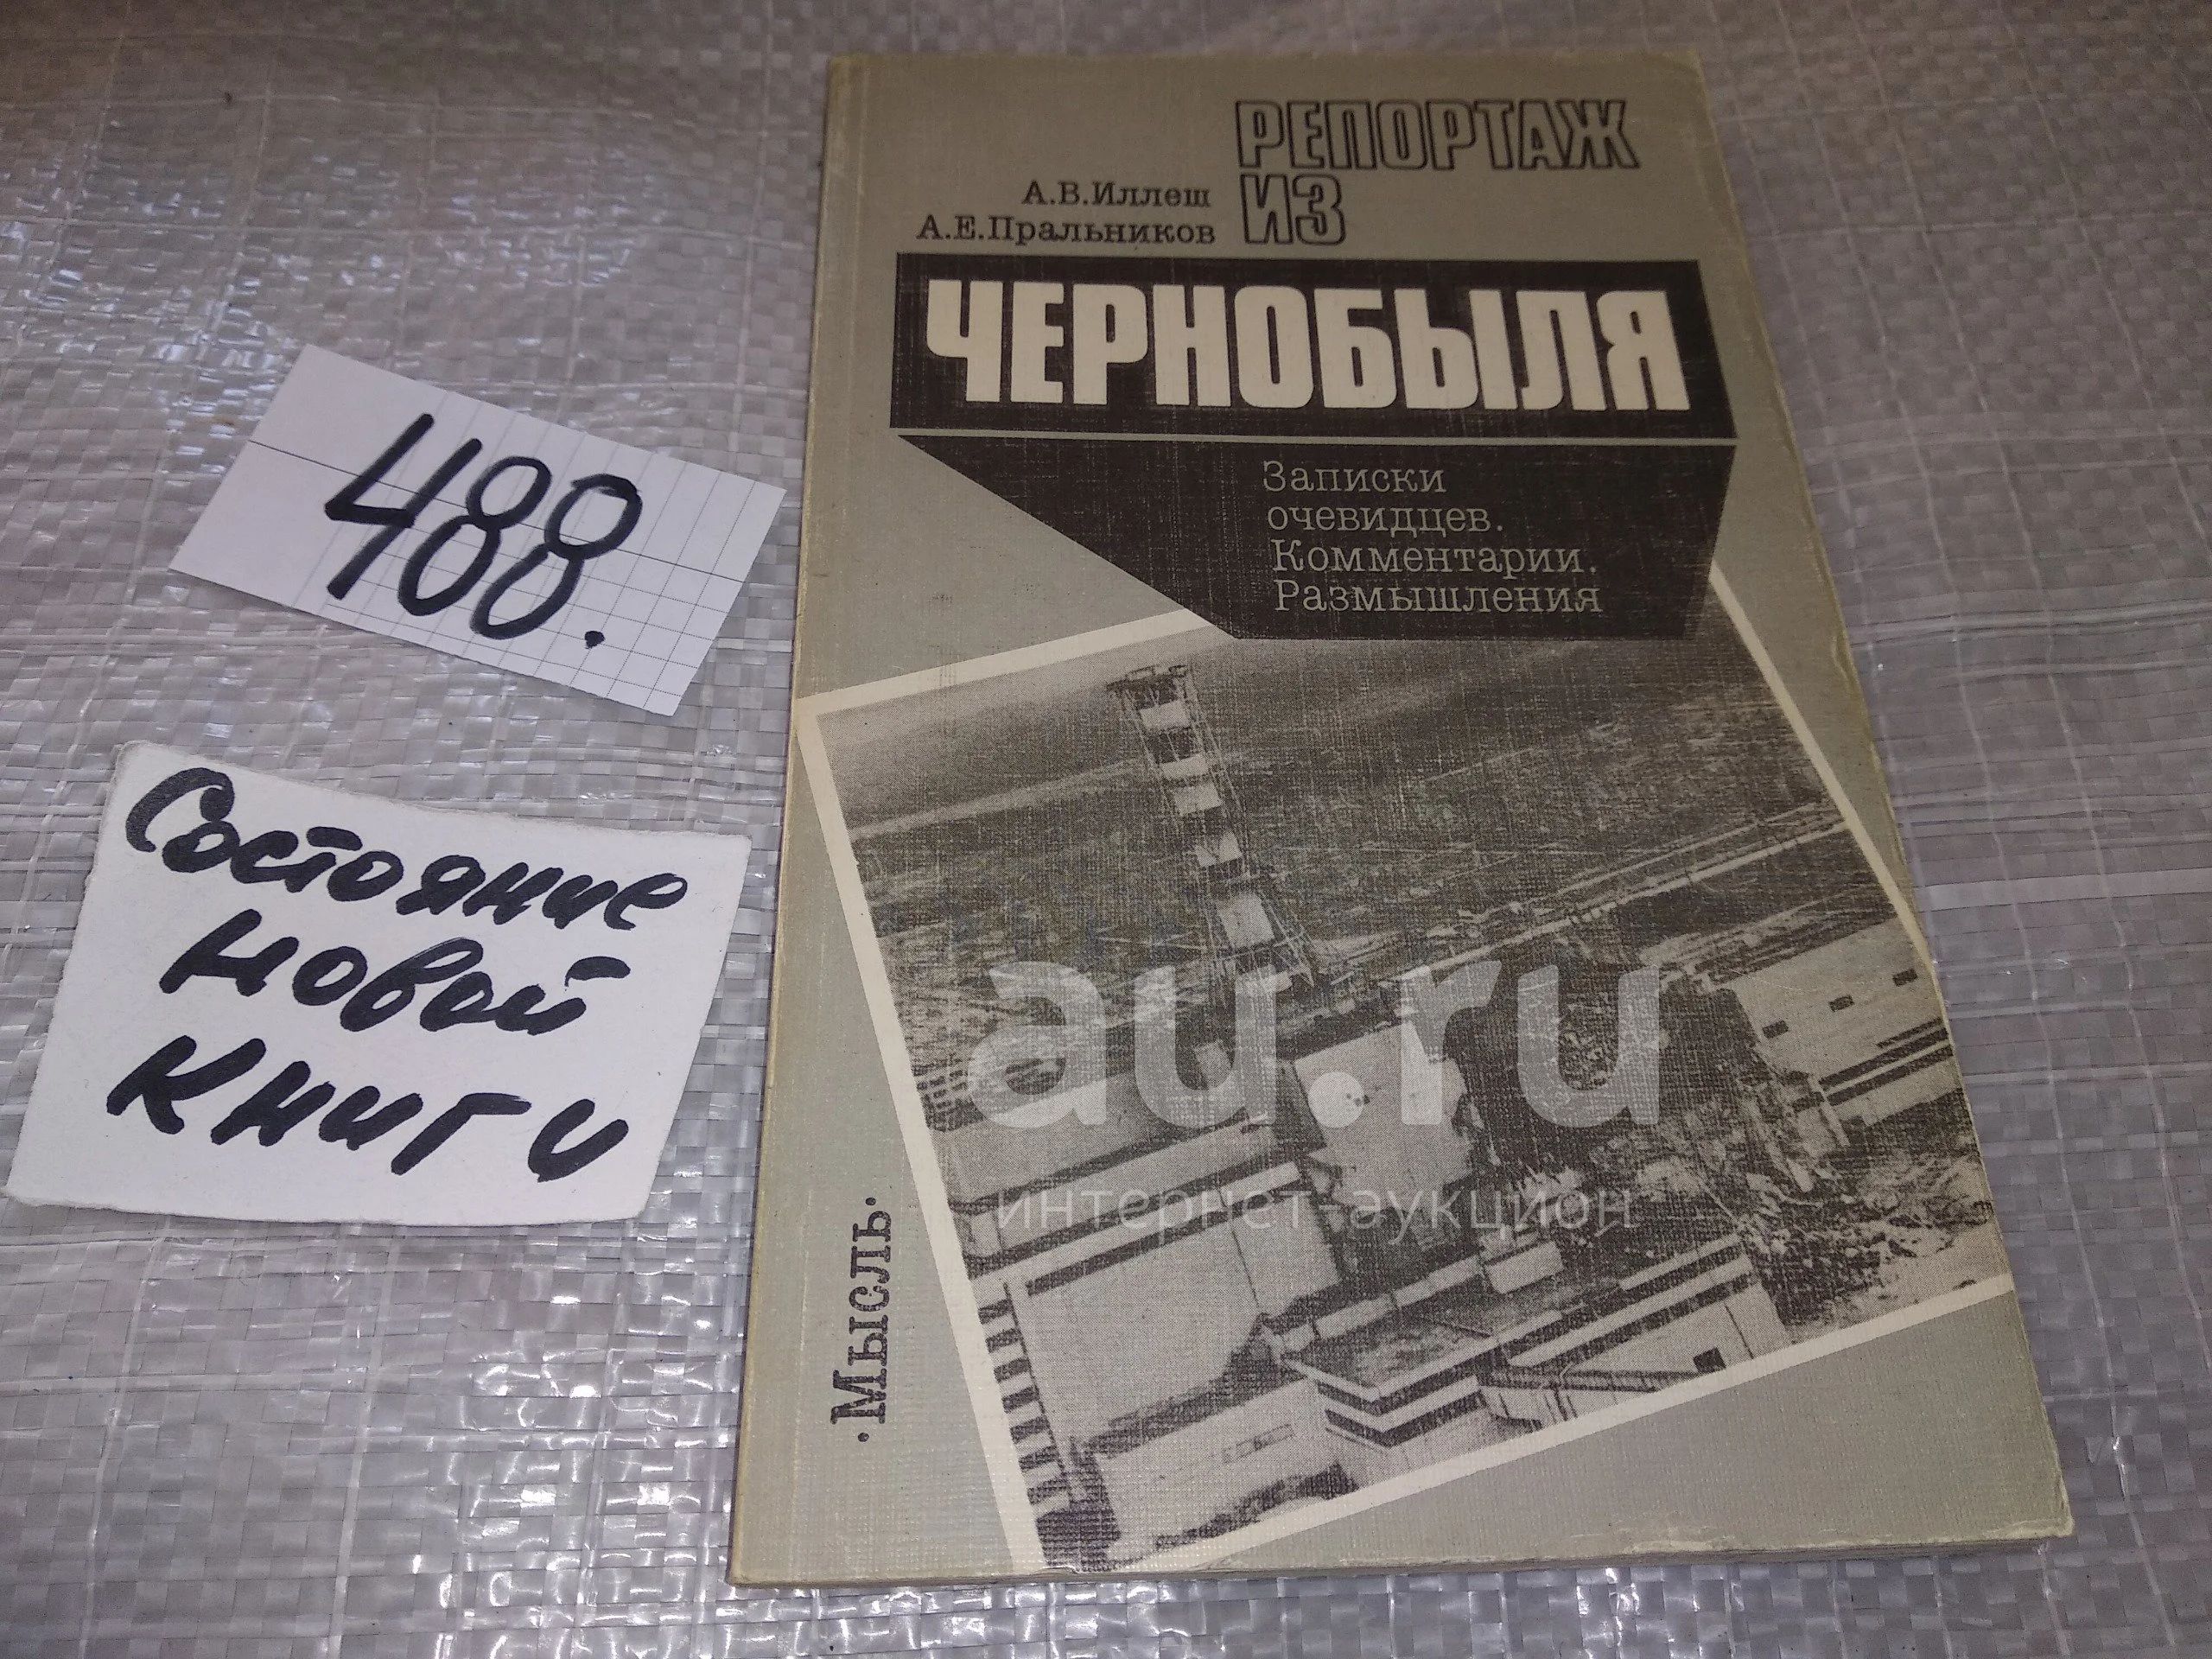 РЕПОРТАЖ
ИЗ
А.В.Иллеш
А.Е.Пральников
ЧЕРНОБЫЛЯ
Записки
очевидцев.
Комментарии.
Размышления
·Мысль·
488.
Состояние
новой
книги
au.ru
интернет-аукцион